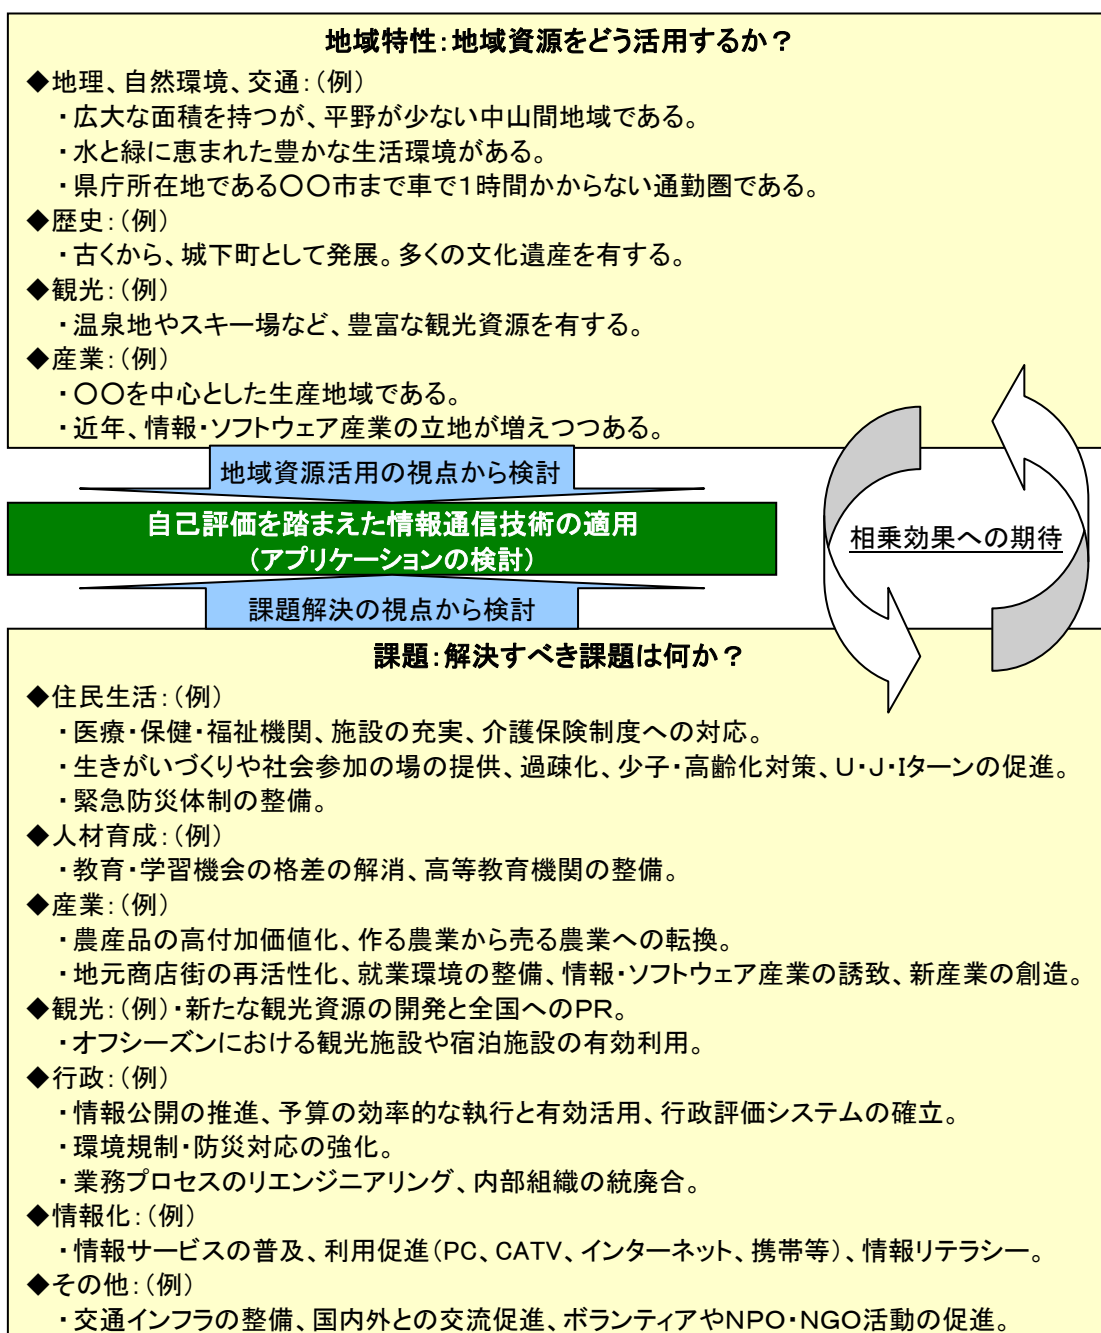 地域特性：地域資源をどう活用するか？
◆地理、自然環境、交通：（例）
・広大な面積を持つが、平野が少ない中山間地域である。
・水と緑に恵まれた豊かな生活環境がある。
・県庁所在地である〇〇市まで車で１時間かからない通勤圏である。
◆歴史：（例）
・古くから、城下町として発展。多くの文化遺産を有する。
◆観光：（例）
・温泉地やスキー場など、豊富な観光資源を有する。
◆産業：（例）
・〇〇を中心とした生産地域である。
・近年、情報・ソフトウェア産業の立地が増えつつある。
地域資源活用の視点から検討
自己評価を踏まえた情報通信技術の適用
（アプリケーションの検討）
相乗効果への期待
課題解決の視点から検討
課題：解決すべき課題は何か？
◆住民生活：（例）
・医療・保健・福祉機関、施設の充実、介護保険制度への対応。
・生きがいづくりや社会参加の場の提供、過疎化、少子・高齢化対策、Ｕ・Ｊ・Ｉターンの促進。
・緊急防災体制の整備。
◆人材育成：（例）
・教育・学習機会の格差の解消、高等教育機関の整備。
◆産業：（例）
・農産品の高付加価値化、作る農業から売る農業への転換。
・地元商店街の再活性化、就業環境の整備、情報・ソフトウェア産業の誘致、新産業の創造。
◆観光：（例）・新たな観光資源の開発と全国へのＰＲ。
・オフシーズンにおける観光施設や宿泊施設の有効利用。
◆行政：（例）
・情報公開の推進、予算の効率的な執行と有効活用、行政評価システムの確立。
・環境規制・防災対応の強化。
・業務プロセスのリエンジニアリング、内部組織の統廃合。
◆情報化：（例）
・情報サービスの普及、利用促進（PC、CATV、インターネット、携帯等）、情報リテラシー。
◆その他：（例）
・交通インフラの整備、国内外との交流促進、ボランティアやNPO・NGO活動の促進。